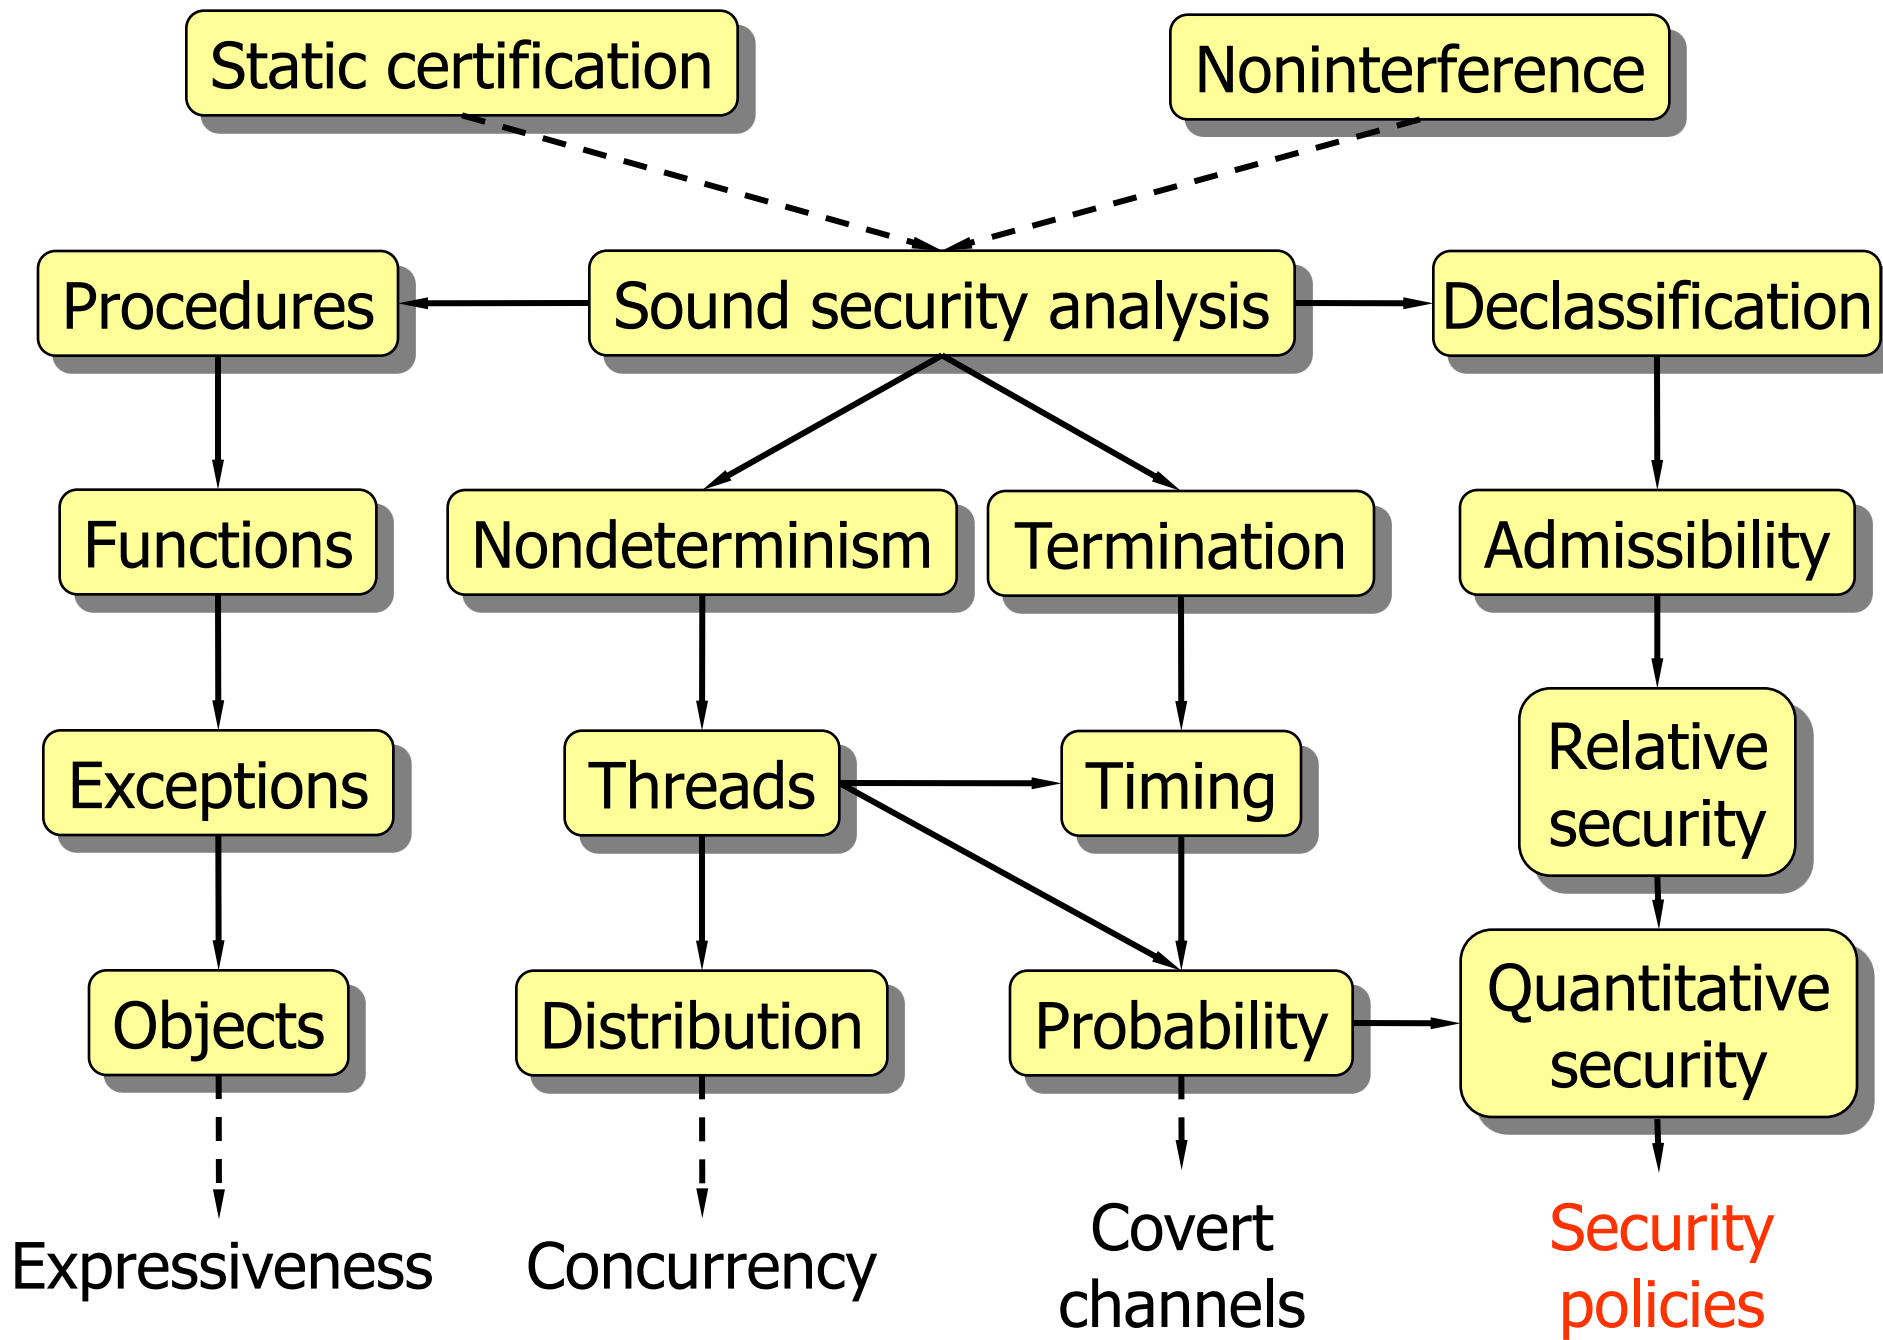 Static certification
Noninterference
Procedures
Sound security analysis
Declassification
Functions
Nondeterminism
Termination
Admissibility
Exceptions
Threads
Timing
Relative
security
Objects
Distribution
Probability
Quantitative
security
Expressiveness
Concurrency
Covert
channels
Security
policies